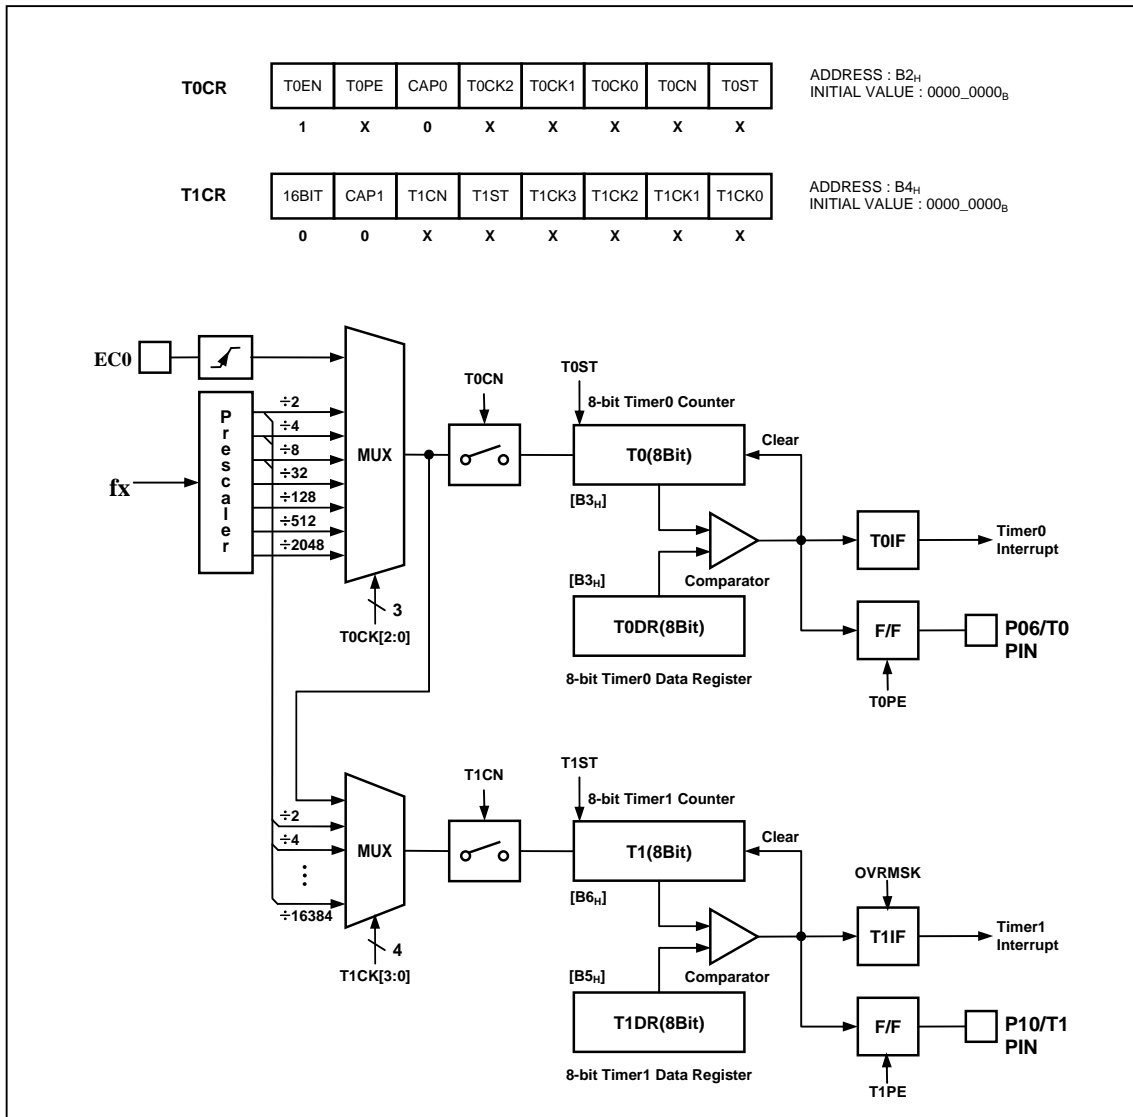 T0CR T0EN T0PE CAP0 T0CK2 T0CK1 T0CK0 T0CN T0ST
ADDRESS : B2H
INITIAL VALUE : 0000_0000B
1 X 0 X X X X X
T1CR 16BIT CAP1 T1CN T1ST T1CK3 T1CK2 T1CK1 T1CK0
ADDRESS : B4H
INITIAL VALUE : 0000_0000B
0 0 X X X X X X
EC0
fx
Prescaler
÷2
÷4
÷8
÷32
÷128
÷512
÷2048
MUX
3
T0CK[2:0]
T0CN
T0ST
8-bit Timer0 Counter
T0(8Bit)
Clear
[B3H]
Comparator
[B3H]
T0DR(8Bit)
8-bit Timer0 Data Register
T0IF
Timer0
Interrupt
F/F
P06/T0
PIN
T0PE
÷2
÷4
⋮
÷16384
MUX
4
T1CK[3:0]
T1CN
T1ST
8-bit Timer1 Counter
T1(8Bit)
Clear
[B6H]
Comparator
[B5H]
T1DR(8Bit)
8-bit Timer1 Data Register
OVRMSK
T1IF
Timer1
Interrupt
F/F
P10/T1
PIN
T1PE